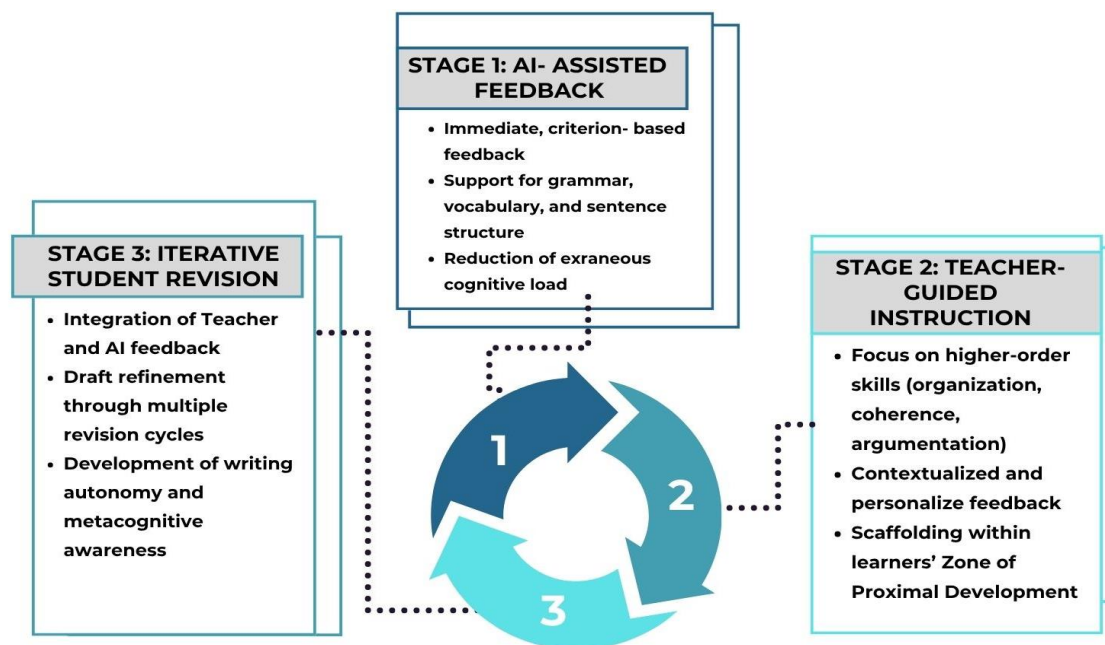 STAGE 1: AI- ASSISTED
FEEDBACK
• Immediate, criterion- based
feedback
• Support for grammar,
vocabulary, and sentence
structure
• Reduction of exraneous
cognitive load
STAGE 2: TEACHER-
GUIDED
INSTRUCTION
• Focus on higher-order
skills (organization,
coherence,
argumentation)
• Contextualized and
personalize feedback
• Scaffolding within
learners’ Zone of
Proximal Development
STAGE 3: ITERATIVE
STUDENT REVISION
• Integration of Teacher
and AI feedback
• Draft refinement
through multiple
revision cycles
• Development of writing
autonomy and
metacognitive
awareness
1
2
3